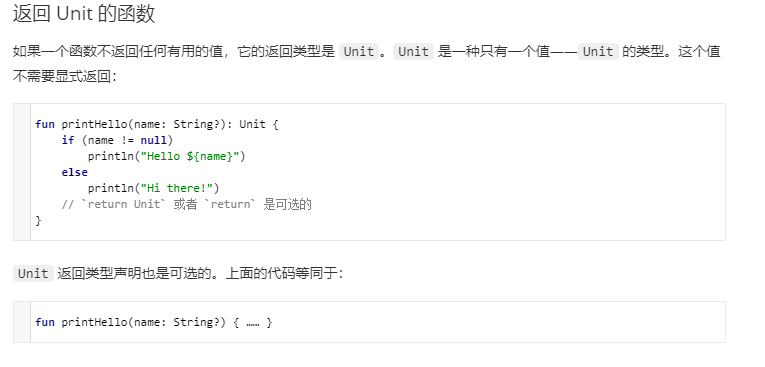 返回 Unit 的函数
如果一个函数不返回任何有用的值，它的返回类型是 Unit 。Unit 是一种只有一个值——Unit 的类型。这个值
不需要显式返回：
fun printHello(name: String?): Unit {
    if (name != null)
        println("Hello ${name}")
    else
        println("Hi there!")
    // `return Unit` 或者 `return` 是可选的
}
Unit 返回类型声明也是可选的。上面的代码等同于：
fun printHello(name: String?) { …… }